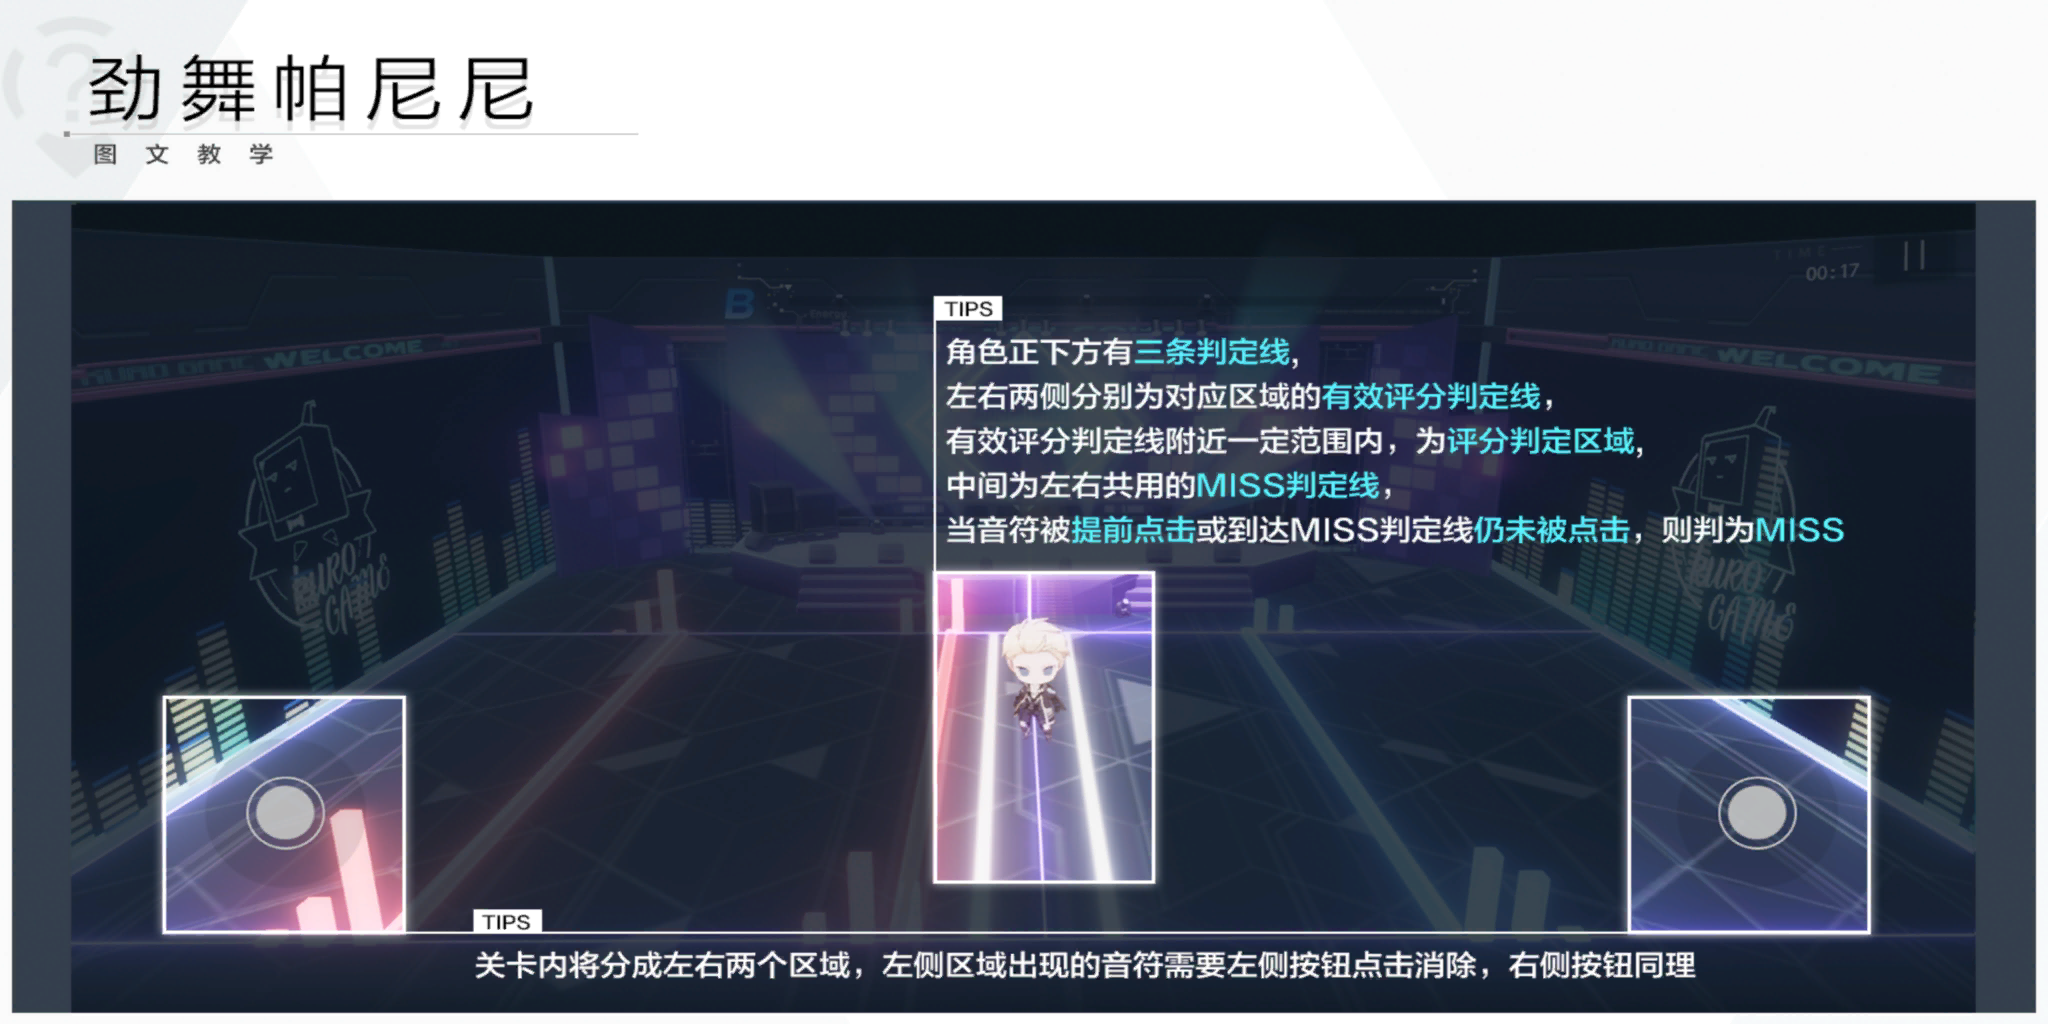 劲舞帕尼尼
图文教学
TIME
00:17
B
WELCOME
WELCOME
TIPS
角色正下方有三条判定线,
左右两侧分别为对应区域的有效评分判定线,
有效评分判定线附近一定范围内，为评分判定区域,
中间为左右共用的MISS判定线,
当音符被提前点击或到达MISS判定线仍未被点击，则判为MISS
PURO
GAME
PURO
GAME
TIPS
关卡内将分成左右两个区域，左侧区域出现的音符需要左侧按钮点击消除，右侧按钮同理